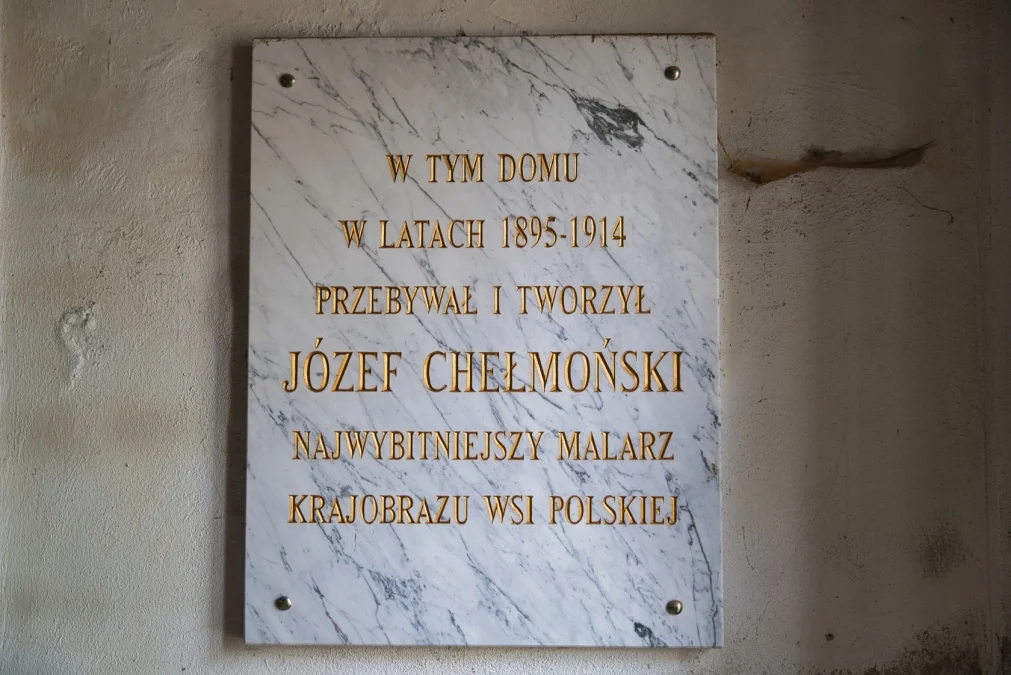 W TYM DOMU
W LATACH 1895-1914
PRZEBYWAŁ I TWORZYŁ
JÓZEF CHEŁMOŃSKI
NAJWYBITNIEJSZY MALARZ
KRAJOBRAZU WSI POLSKIEJ